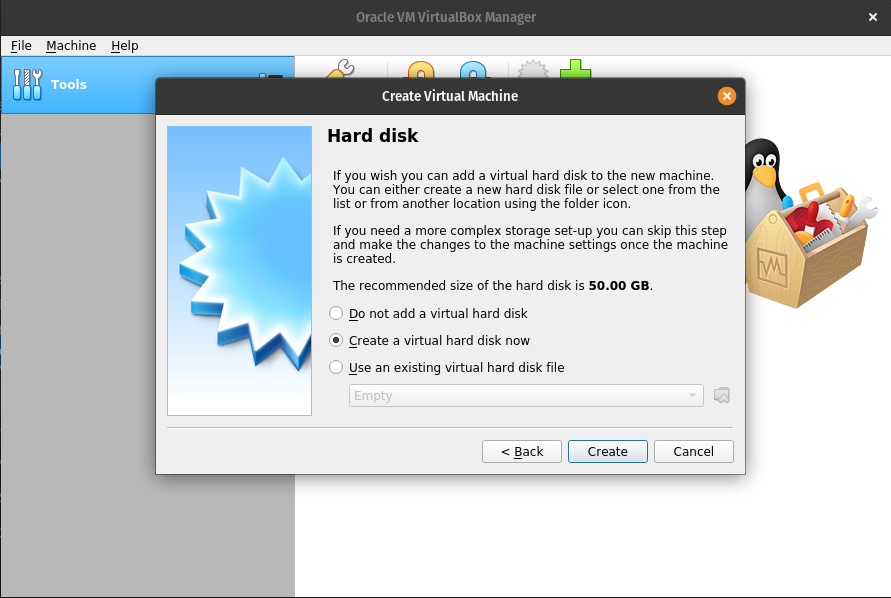 Oracle VM VirtualBox Manager
File Machine Help
Tools
Create Virtual Machine
Hard disk
If you wish you can add a virtual hard disk to the new machine.
You can either create a new hard disk file or select one from the
list or from another location using the folder icon.
If you need a more complex storage set-up you can skip this step
and make the changes to the machine settings once the machine
is created.
The recommended size of the hard disk is 50.00 GB.
Do not add a virtual hard disk
Create a virtual hard disk now
Use an existing virtual hard disk file
Empty
< Back Create Cancel